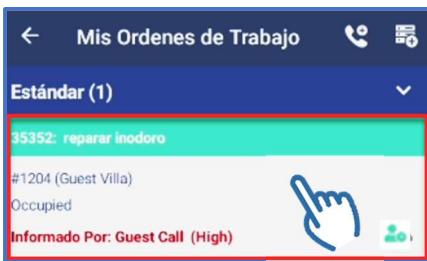 Mis Ordenes de Trabajo
Estándar (1)
35352: reparar inodoro
#1204 (Guest Villa)
Occupied
Informado Por: Guest Call (High)